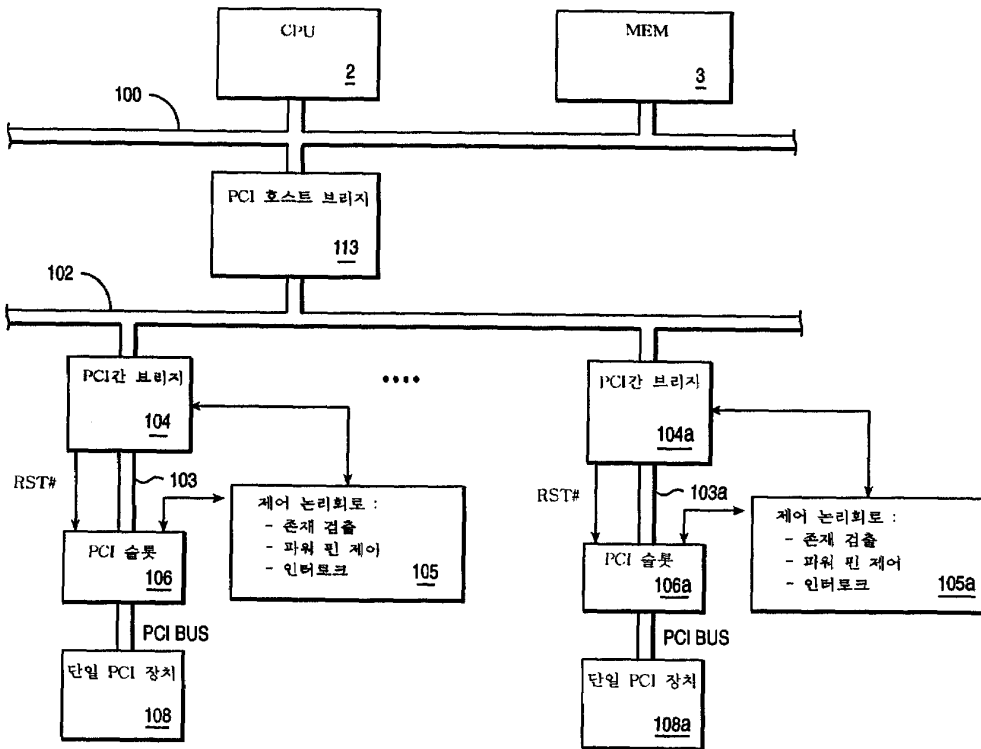 CPU
2
MEM
3
100
PCI 호스트 브리지
113
102
PCI간 브리지
104
....
PCI간 브리지
104a
RST#
103
제어 논리회로 :
- 존재 검출
- 파워 핀 제어
- 인터로크
105
PCI 슬롯
106
PCI BUS
단일 PCI 장치
108
RST#
103a
제어 논리회로 :
- 존재 검출
- 파워 핀 제어
- 인터로크
105a
PCI 슬롯
106a
PCI BUS
단일 PCI 장치
108a